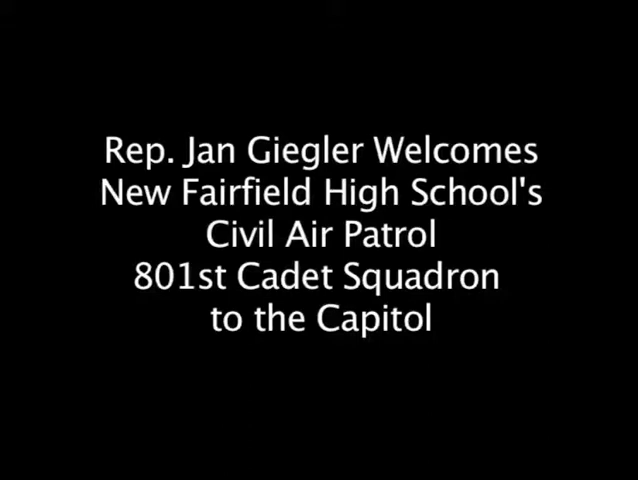 Rep. Jan Giegler Welcomes
New Fairfield High School's
Civil Air Patrol
801st Cadet Squadron
to the Capitol